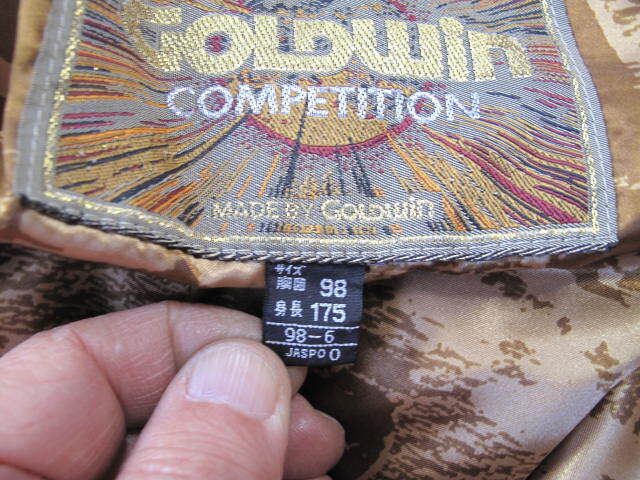 GOLDWIN
COMPETITION
MADE BY GOLDWIN
サイズ
胸囲 98
身長 175
98-6
JASPO O